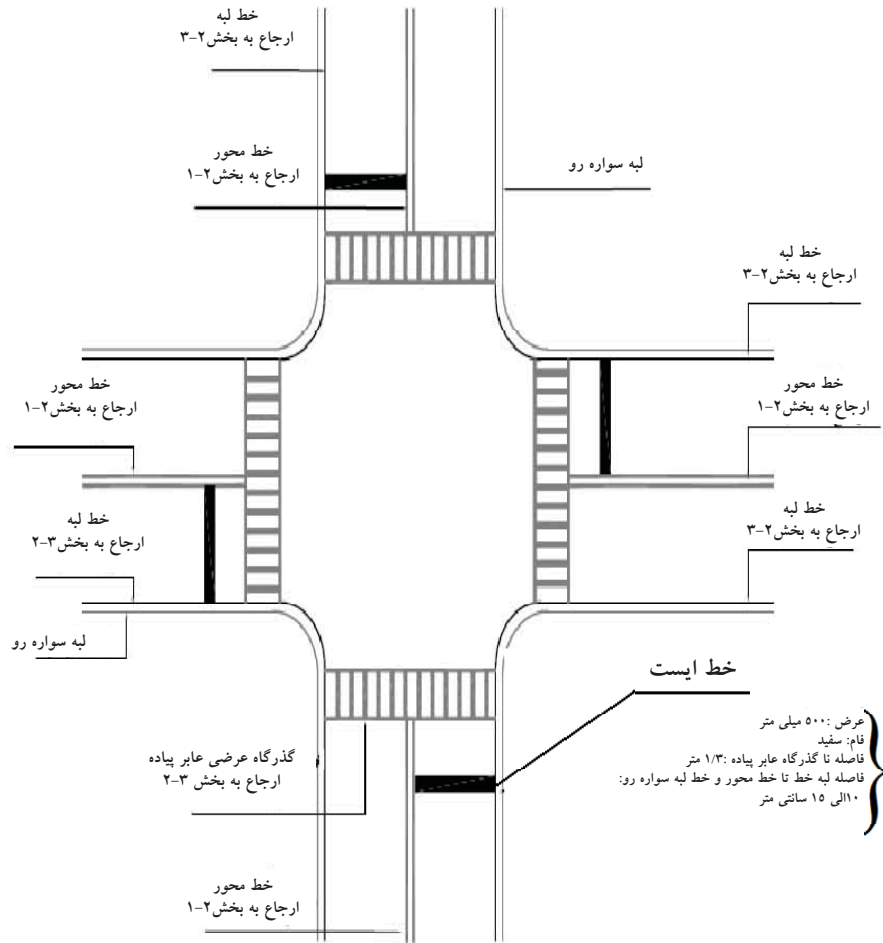 خط لبه
ارجاع به بخش۲-۳
خط محور
ارجاع به بخش۲-۱
لبه سواره رو
خط لبه
ارجاع به بخش۲-۳
خط محور
ارجاع به بخش۲-۱
خط محور
ارجاع به بخش۲-۱
خط لبه
ارجاع به بخش۲-۳
خط لبه
ارجاع به بخش۳-۲
لبه سواره رو
خط ایست
عرض :۵۰۰ میلی متر
فام: سفید
فاصله تا گذرگاه عابر پیاده :۱/۳ متر
فاصله لبه خط تا خط محور و خط لبه سواره رو:
۱۰الی ۱۵ سانتی متر
گذرگاه عرضی عابر پیاده
ارجاع به بخش ۳-۲
خط محور
ارجاع به بخش۲-۱